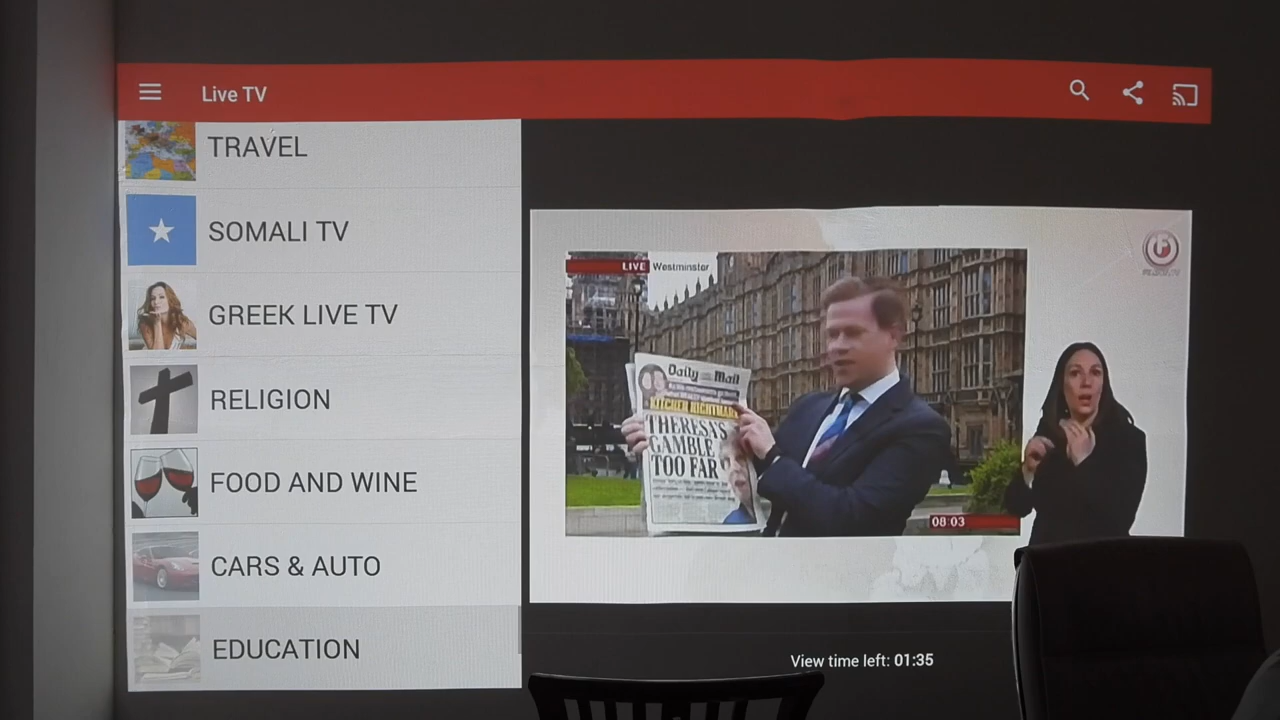 Live TV
TRAVEL
SOMALI TV
GREEK LIVE TV
RELIGION
FOOD AND WINE
CARS & AUTO
EDUCATION
LIVE Westminster
Daily Mail
KITCHEN NIGHTMARE
THERESA'S
GAMBLE
TOO FAR
08:03
F
View time left: 01:35